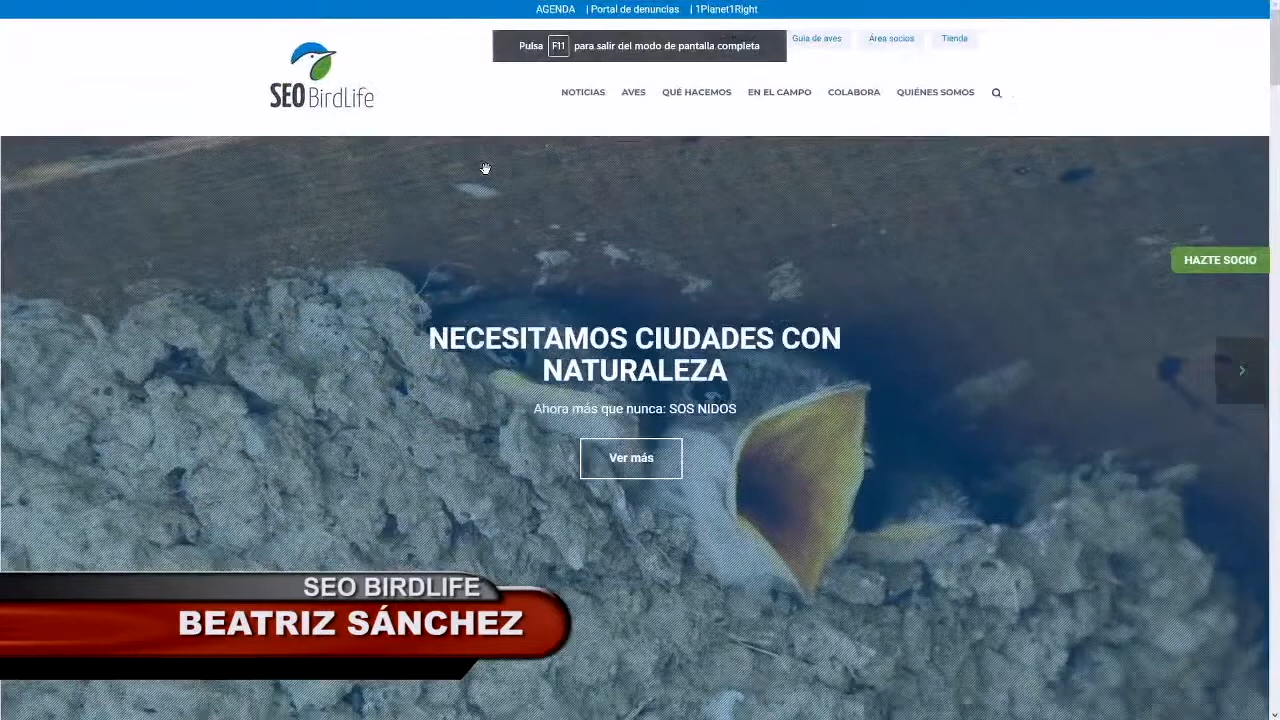 AGENDA | Portal de denuncias | 1Planet1Right
Pulsa F11 para salir del modo de pantalla completa
Guia de aves Área socios Tienda
SEO BirdLife
NOTICIAS AVES QUÉ HACEMOS EN EL CAMPO COLABORA QUIÉNES SOMOS
HAZTE SOCIO
NECESITAMOS CIUDADES CON
NATURALEZA
Ahora más que nunca: SOS NIDOS
Ver más
SEO BIRDLIFE
BEATRIZ SÁNCHEZ